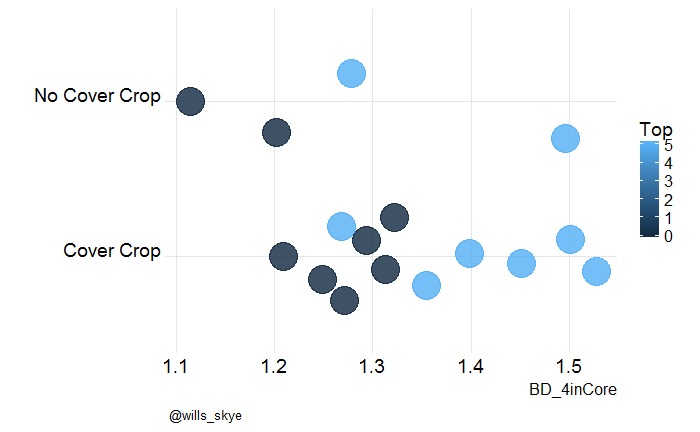 No Cover Crop
Cover Crop
Top
5
4
3
2
1
0
1.1 1.2 1.3 1.4 1.5
BD_4inCore
@wills_skye